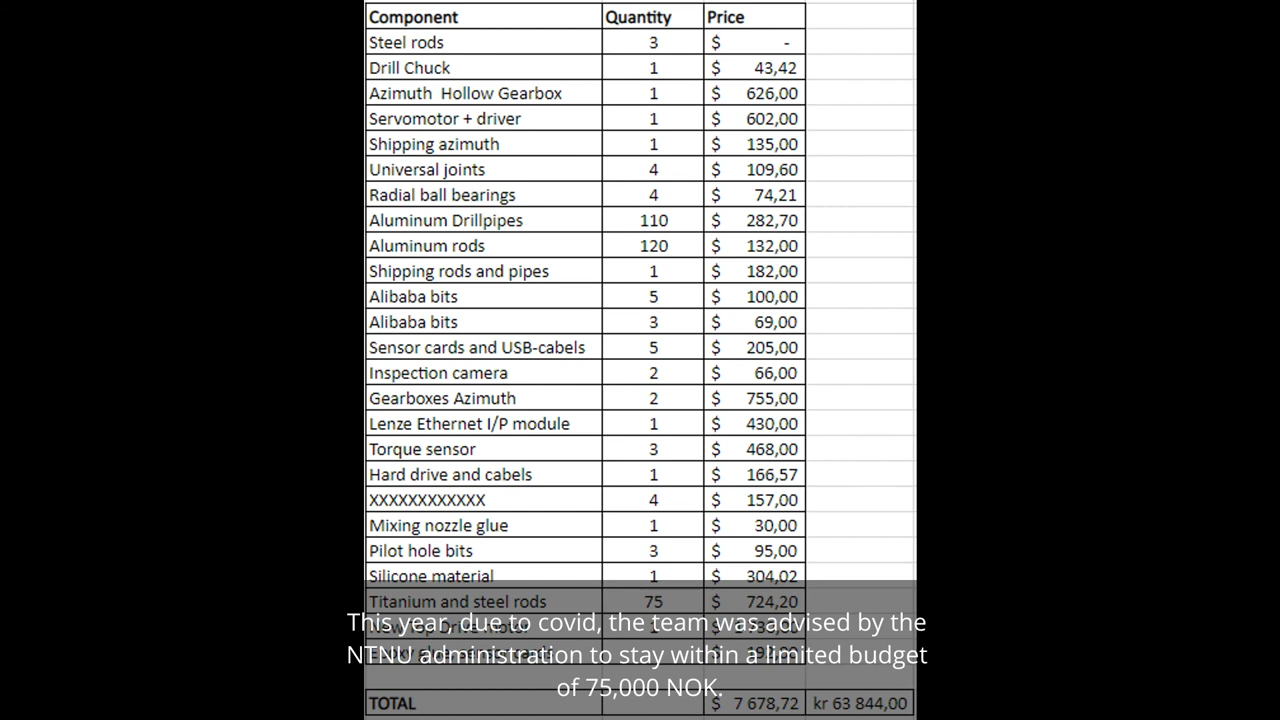 Component Quantity Price
Steel rods 3 $ -
Drill Chuck 1 $ 43,42
Azimuth Hollow Gearbox 1 $ 626,00
Servomotor + driver 1 $ 602,00
Shipping azimuth 1 $ 135,00
Universal joints 4 $ 109,60
Radial ball bearings 4 $ 74,21
Aluminum Drillpipes 110 $ 282,70
Aluminum rods 120 $ 132,00
Shipping rods and pipes 1 $ 182,00
Alibaba bits 5 $ 100,00
Alibaba bits 3 $ 69,00
Sensor cards and USB-cabels 5 $ 205,00
Inspection camera 2 $ 66,00
Gearboxes Azimuth 2 $ 755,00
Lenze Ethernet I/P module 1 $ 430,00
Torque sensor 3 $ 468,00
Hard drive and cabels 1 $ 166,57
XXXXXXXXXXXX 4 $ 157,00
Mixing nozzle glue 1 $ 30,00
Pilot hole bits 3 $ 95,00
Silicone material 1 $ 304,02
Titanium and steel rods 75 $ 724,20
New Top Drive Motor 1 $
$
This year, due to covid, the team was advised by the
NTNU administration to stay within a limited budget
of 75,000 NOK.
TOTAL $ 7 678,72 kr 63 844,00